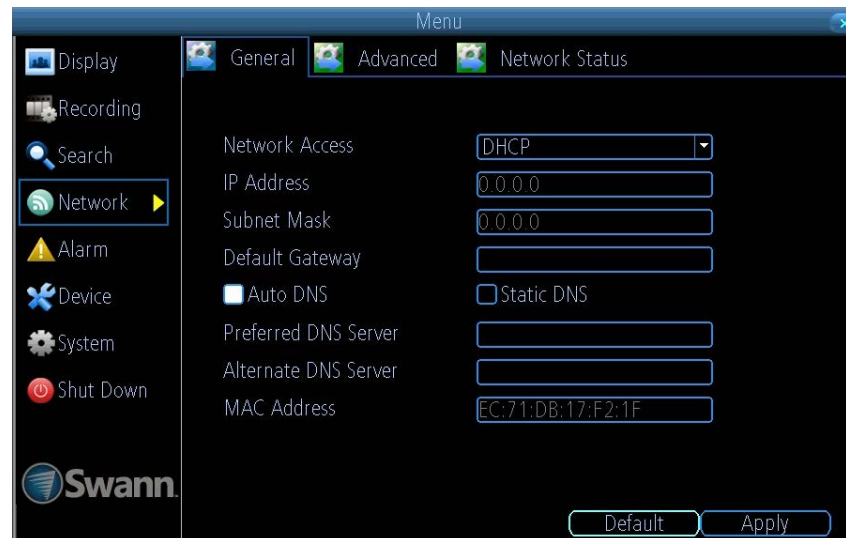 Menu
Display
Recording
Search
Network
Alarm
Device
System
Shut Down
Swann
General Advanced Network Status
Network Access DHCP
IP Address 0.0.0.0
Subnet Mask 0.0.0.0
Default Gateway
Auto DNS Static DNS
Preferred DNS Server
Alternate DNS Server
MAC Address EC:71:DB:17:F2:1F
Default Apply